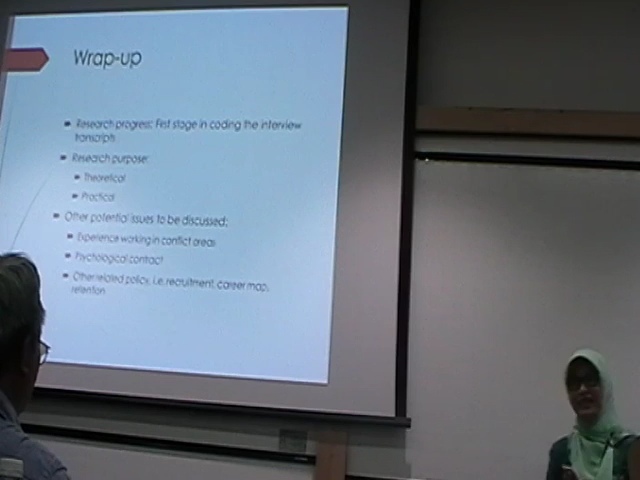 Wrap-up
Research progress: First stage in coding the interview
transcripts
Research purpose:
Theoretical
Practical
Other potential issues to be discussed:
Experience working in conflict areas
Psychological contract
Other related policy, i.e. recruitment, career map,
retention